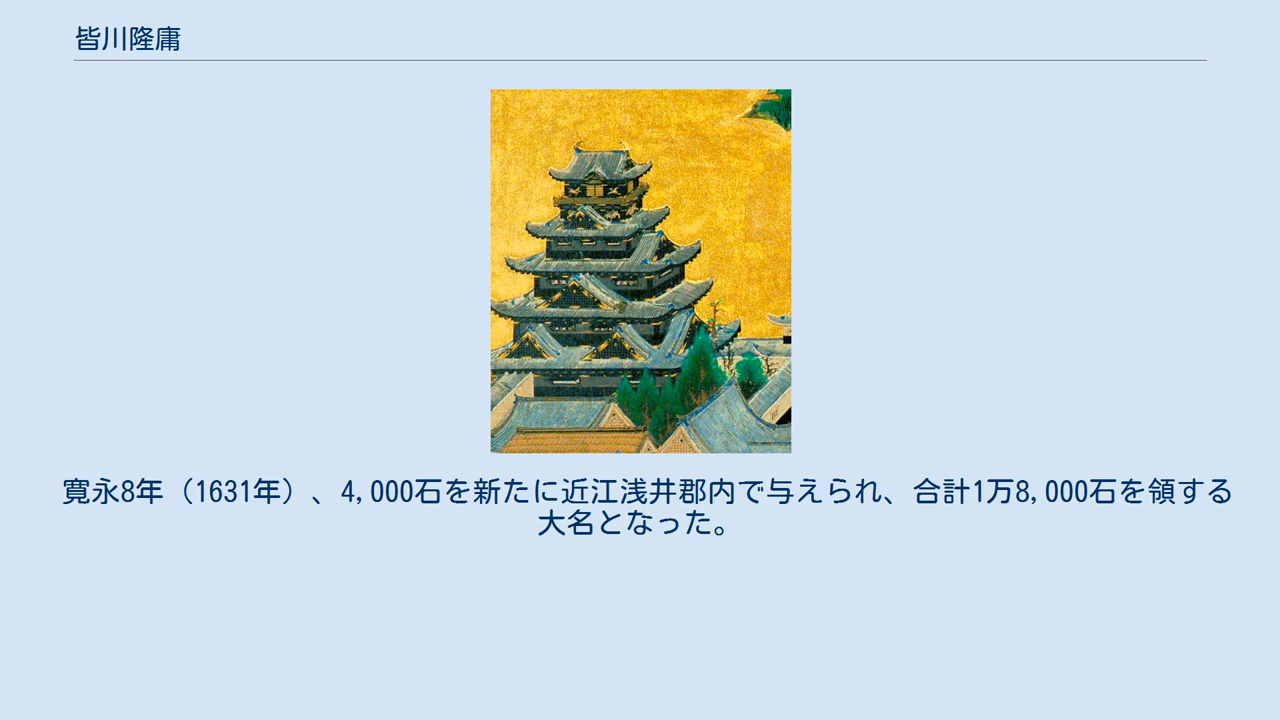 皆川隆庸
寛永8年（1631年）、4,000石を新たに近江浅井郡内で与えられ、合計1万8,000石を領する
大名となった。